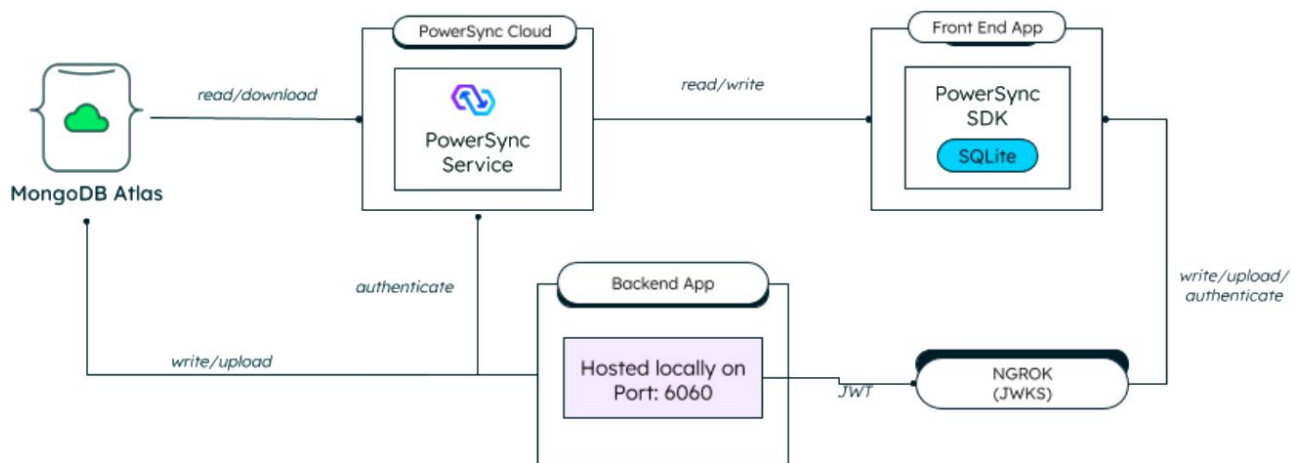 PowerSync Cloud
Front End App
read/download
PowerSync
Service
read/write
PowerSync
SDK
SQLite
MongoDB Atlas
authenticate
Backend App
write/upload/
authenticate
write/upload
Hosted locally on
Port: 6060
JWT
NGROK
(JWKS)